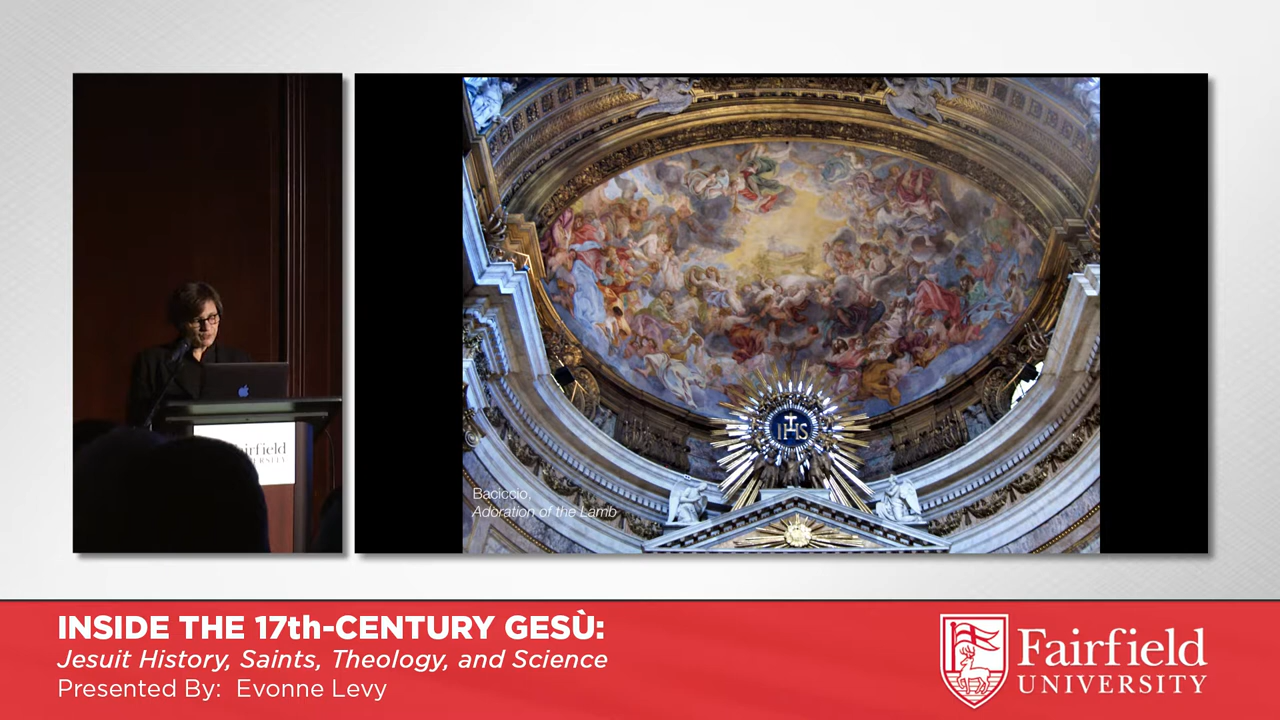 IHS
Baciccio,
Adoration of the Lamb
INSIDE THE 17th-CENTURY GESÙ:
Jesuit History, Saints, Theology, and Science
Presented By: Evonne Levy
Fairfield
UNIVERSITY